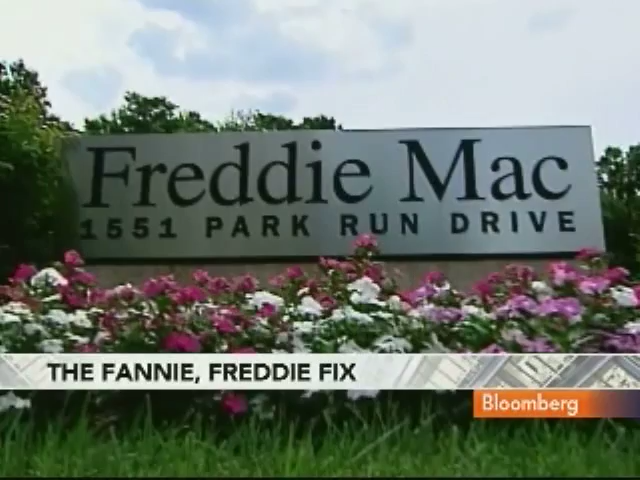 Freddie Mac
1551 PARK RUN DRIVE
THE FANNIE, FREDDIE FIX
Bloomberg